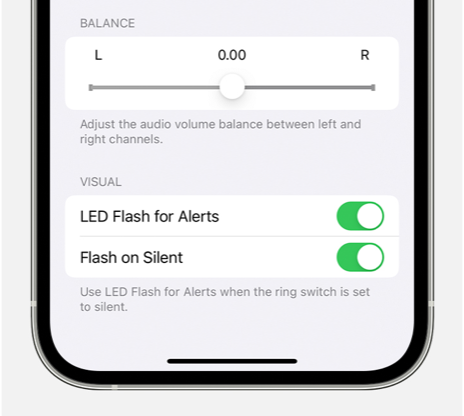 BALANCE
L 0.00 R
Adjust the audio volume balance between left and
right channels.
VISUAL
LED Flash for Alerts
Flash on Silent
Use LED Flash for Alerts when the ring switch is set
to silent.